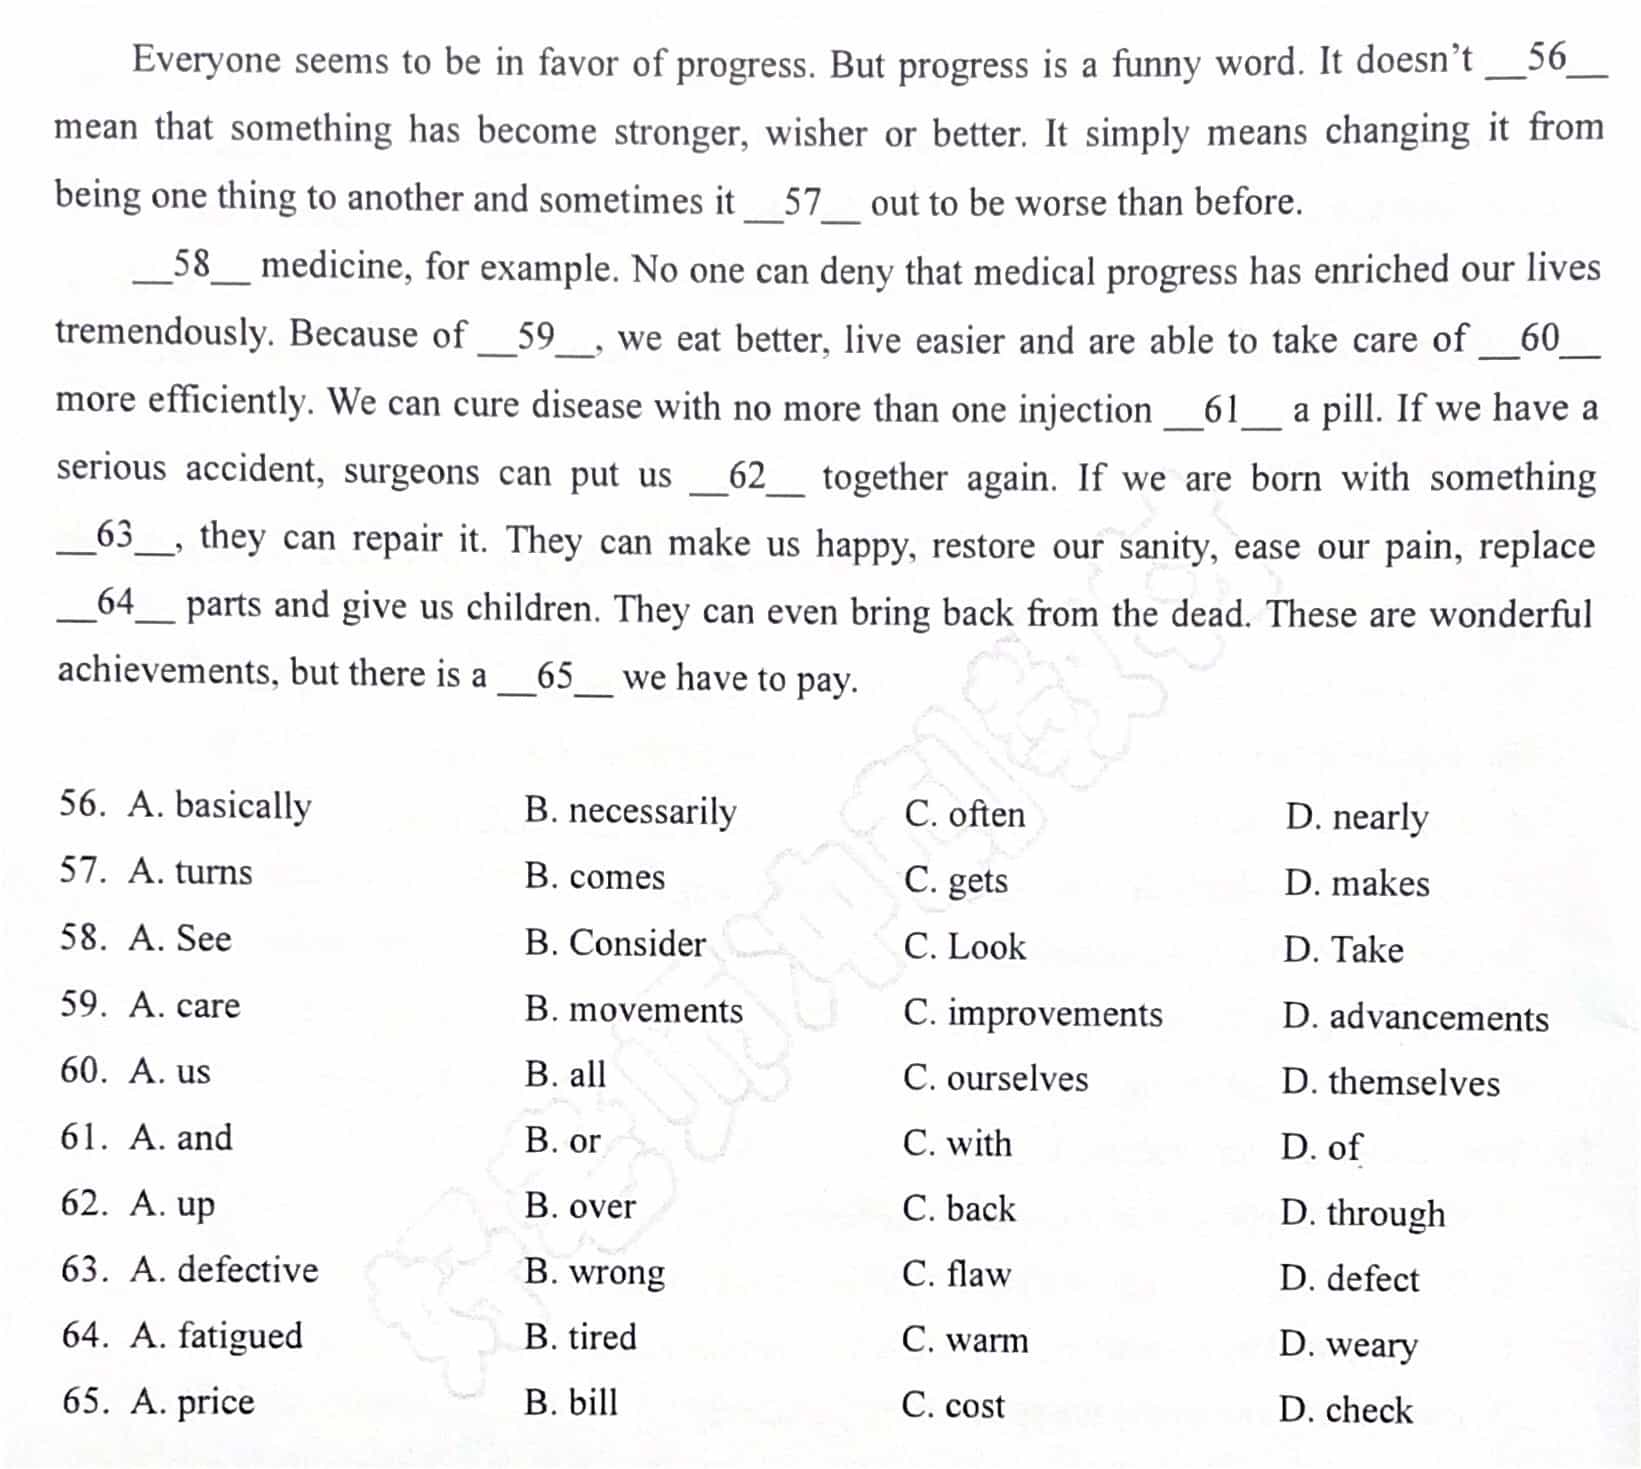 Everyone seems to be in favor of progress. But progress is a funny word. It doesn't __56__
mean that something has become stronger, wisher or better. It simply means changing it from
being one thing to another and sometimes it __57__ out to be worse than before.
__58__ medicine, for example. No one can deny that medical progress has enriched our lives
tremendously. Because of __59__, we eat better, live easier and are able to take care of __60__
more efficiently. We can cure disease with no more than one injection __61__ a pill. If we have a
serious accident, surgeons can put us __62__ together again. If we are born with something
__63__, they can repair it. They can make us happy, restore our sanity, ease our pain, replace
__64__ parts and give us children. They can even bring back from the dead. These are wonderful
achievements, but there is a __65__ we have to pay.
56. A. basically B. necessarily C. often D. nearly
57. A. turns B. comes C. gets D. makes
58. A. See B. Consider C. Look D. Take
59. A. care B. movements C. improvements D. advancements
60. A. us B. all C. ourselves D. themselves
61. A. and B. or C. with D. of
62. A. up B. over C. back D. through
63. A. defective B. wrong C. flaw D. defect
64. A. fatigued B. tired C. warm D. weary
65. A. price B. bill C. cost D. check